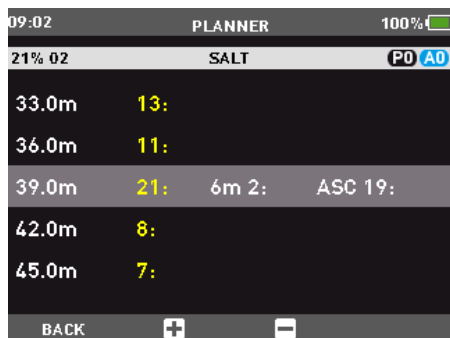 09:02 PLANNER 100%
21% 02 SALT P0 A0
33.0m 13:
36.0m 11:
39.0m 21: 6m 2: ASC 19:
42.0m 8:
45.0m 7:
BACK + -